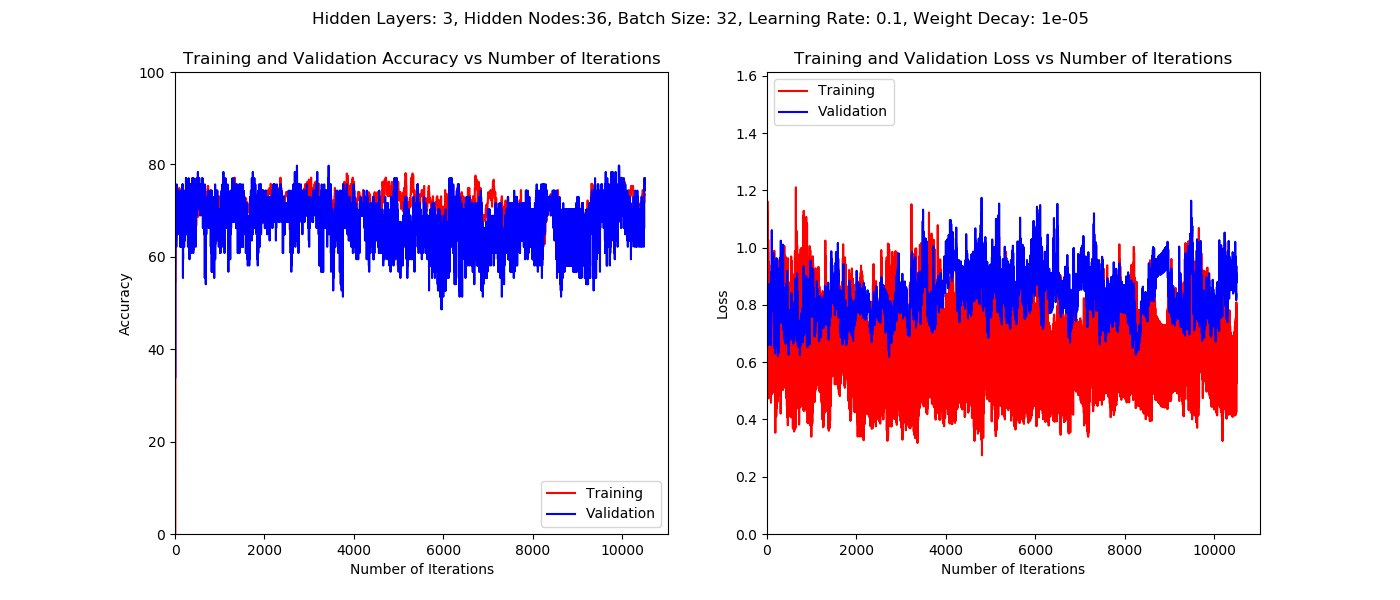 Hidden Layers: 3, Hidden Nodes:36, Batch Size: 32, Learning Rate: 0.1, Weight Decay: 1e-05
Training and Validation Accuracy vs Number of Iterations
100
80
60
40
20
0
Accuracy
0 2000 4000 6000 8000 10000
Number of Iterations
Training
Validation
Training and Validation Loss vs Number of Iterations
1.6
1.4
1.2
1.0
0.8
0.6
0.4
0.2
0.0
Loss
0 2000 4000 6000 8000 10000
Number of Iterations
Training
Validation